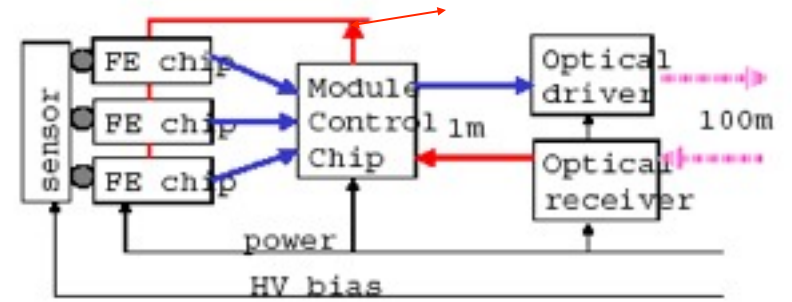 sensor
FE chip
FE chip
FE chip
Module
Control
Chip
1m
Optical
driver
100m
Optical
receiver
power
HV bias